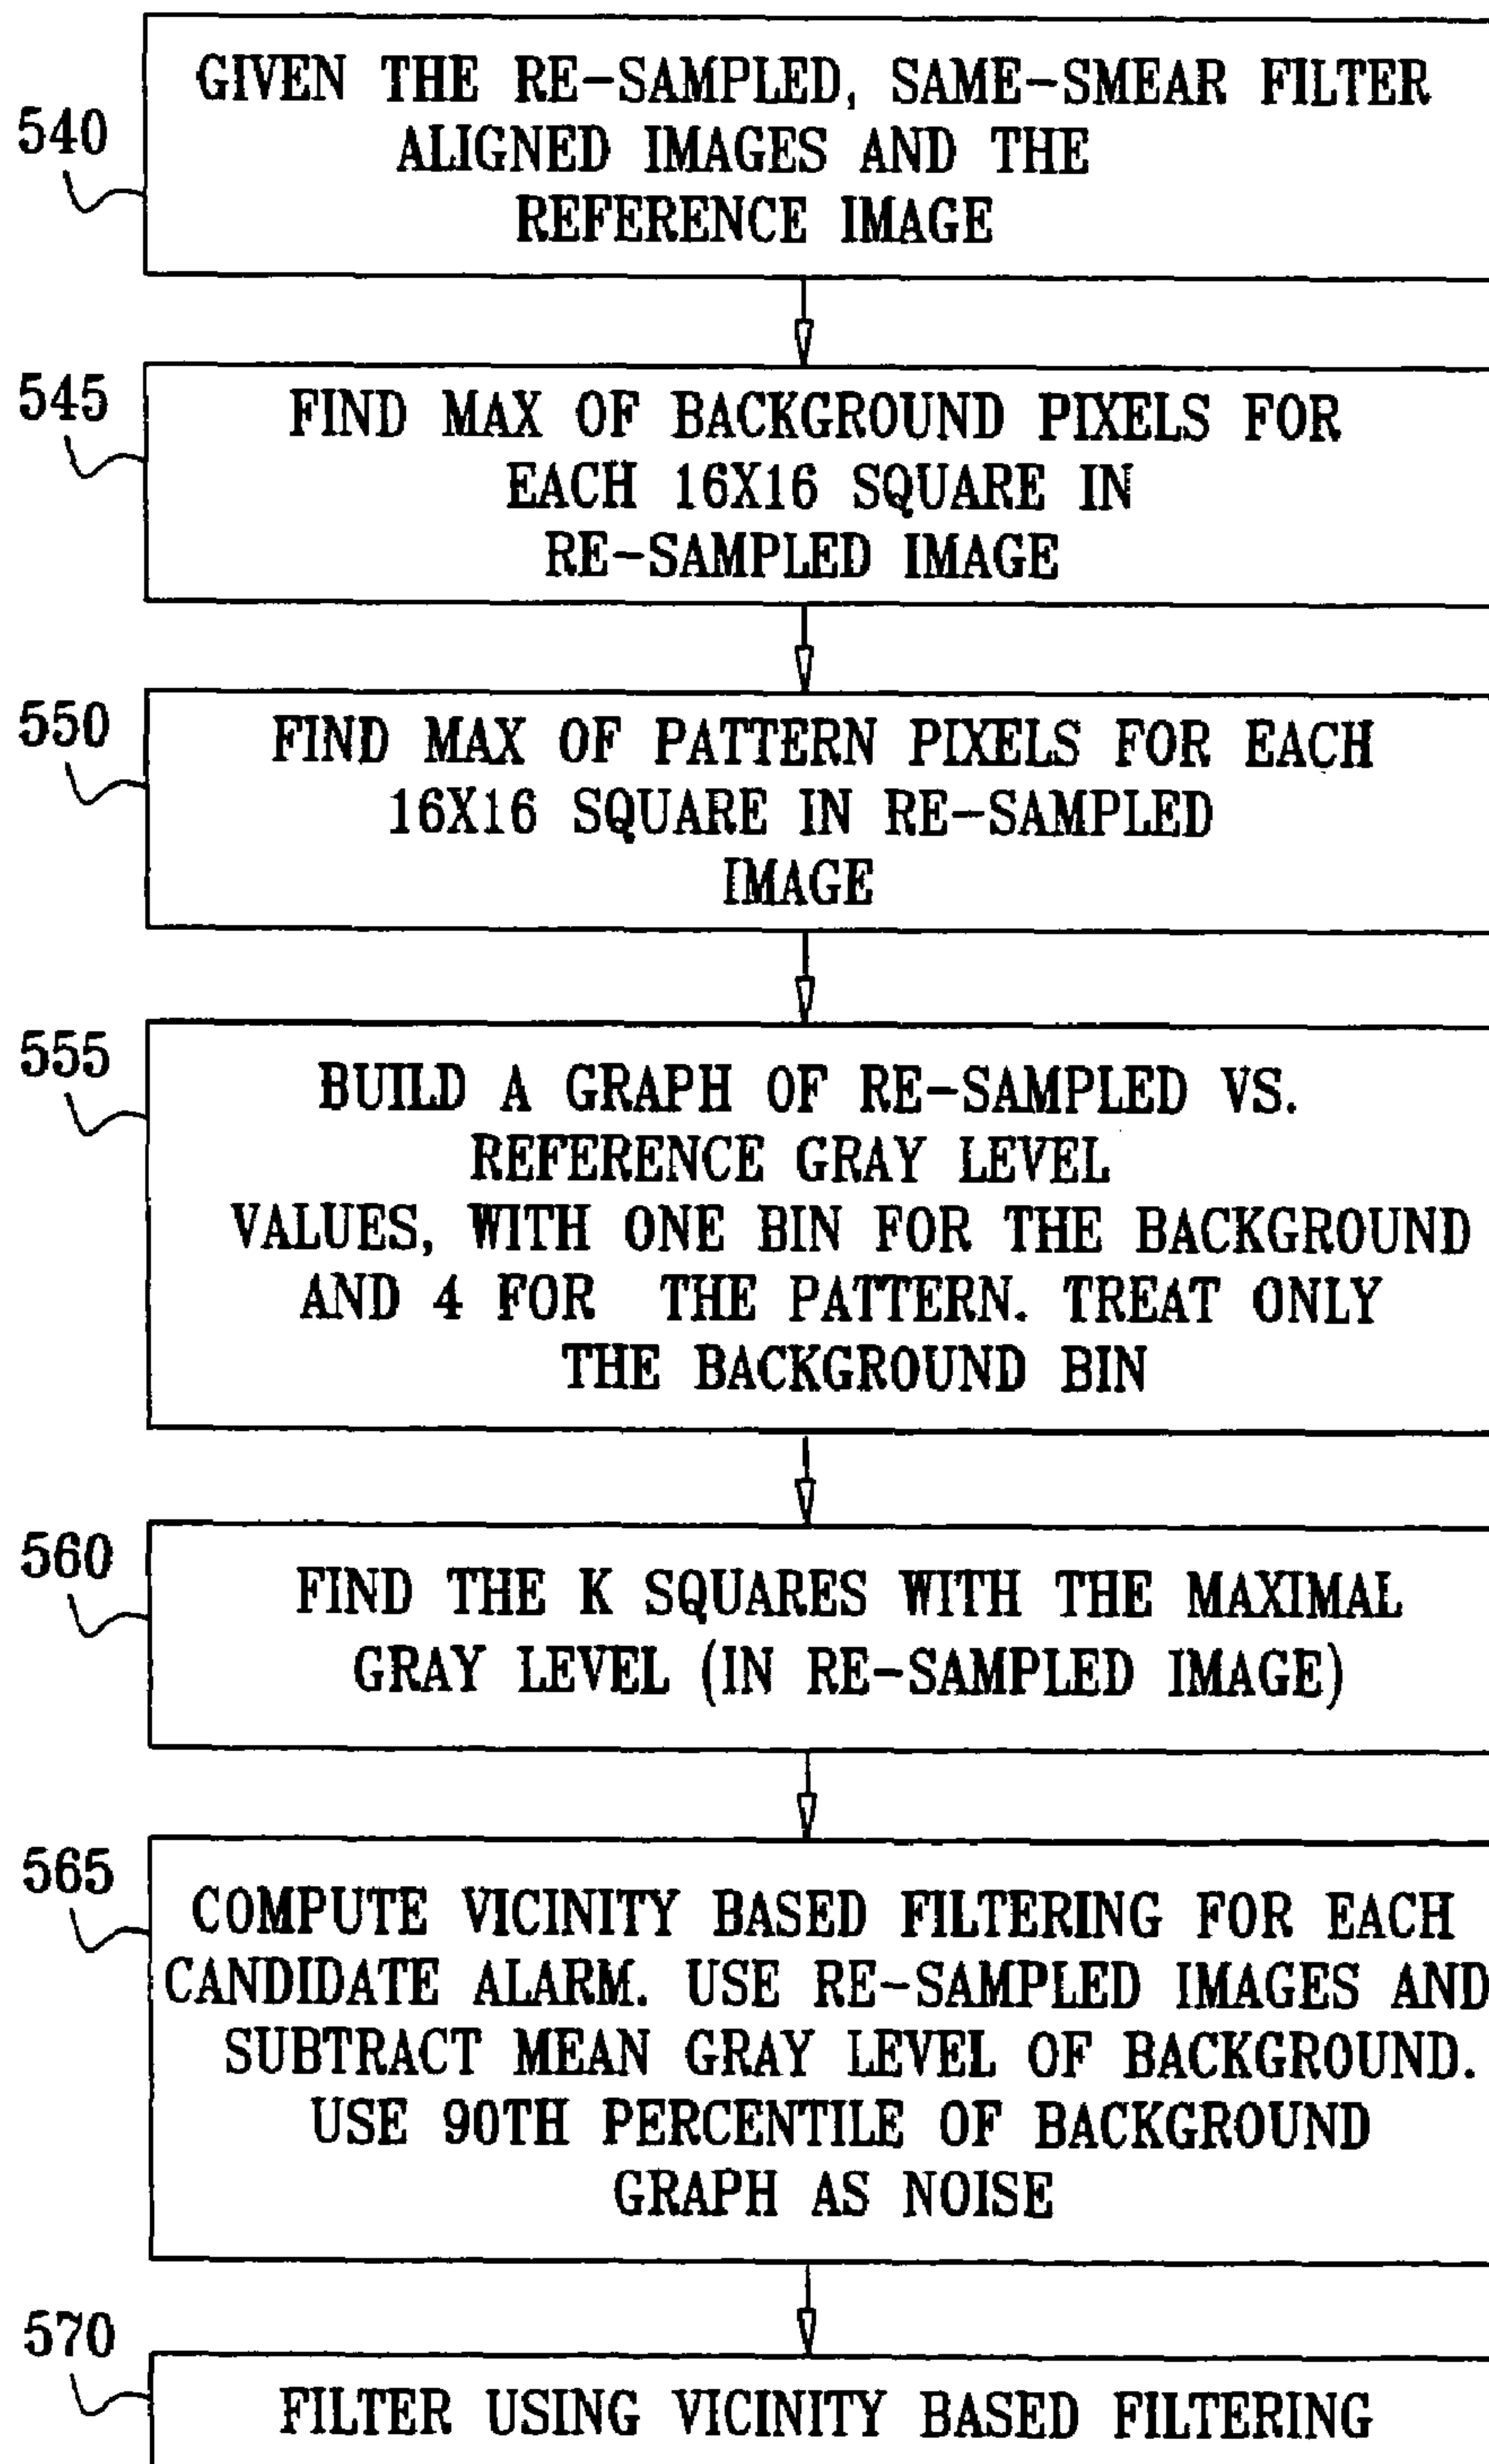 540
GIVEN THE RE-SAMPLED, SAME-SMEAR FILTER
ALIGNED IMAGES AND THE
REFERENCE IMAGE
545
FIND MAX OF BACKGROUND PIXELS FOR
EACH 16X16 SQUARE IN
RE-SAMPLED IMAGE
550
FIND MAX OF PATTERN PIXELS FOR EACH
16X16 SQUARE IN RE-SAMPLED
IMAGE
555
BUILD A GRAPH OF RE-SAMPLED VS.
REFERENCE GRAY LEVEL
VALUES, WITH ONE BIN FOR THE BACKGROUND
AND 4 FOR THE PATTERN. TREAT ONLY
THE BACKGROUND BIN
560
FIND THE K SQUARES WITH THE MAXIMAL
GRAY LEVEL (IN RE-SAMPLED IMAGE)
565
COMPUTE VICINITY BASED FILTERING FOR EACH
CANDIDATE ALARM. USE RE-SAMPLED IMAGES AND
SUBTRACT MEAN GRAY LEVEL OF BACKGROUND.
USE 90TH PERCENTILE OF BACKGROUND
GRAPH AS NOISE
570
FILTER USING VICINITY BASED FILTERING